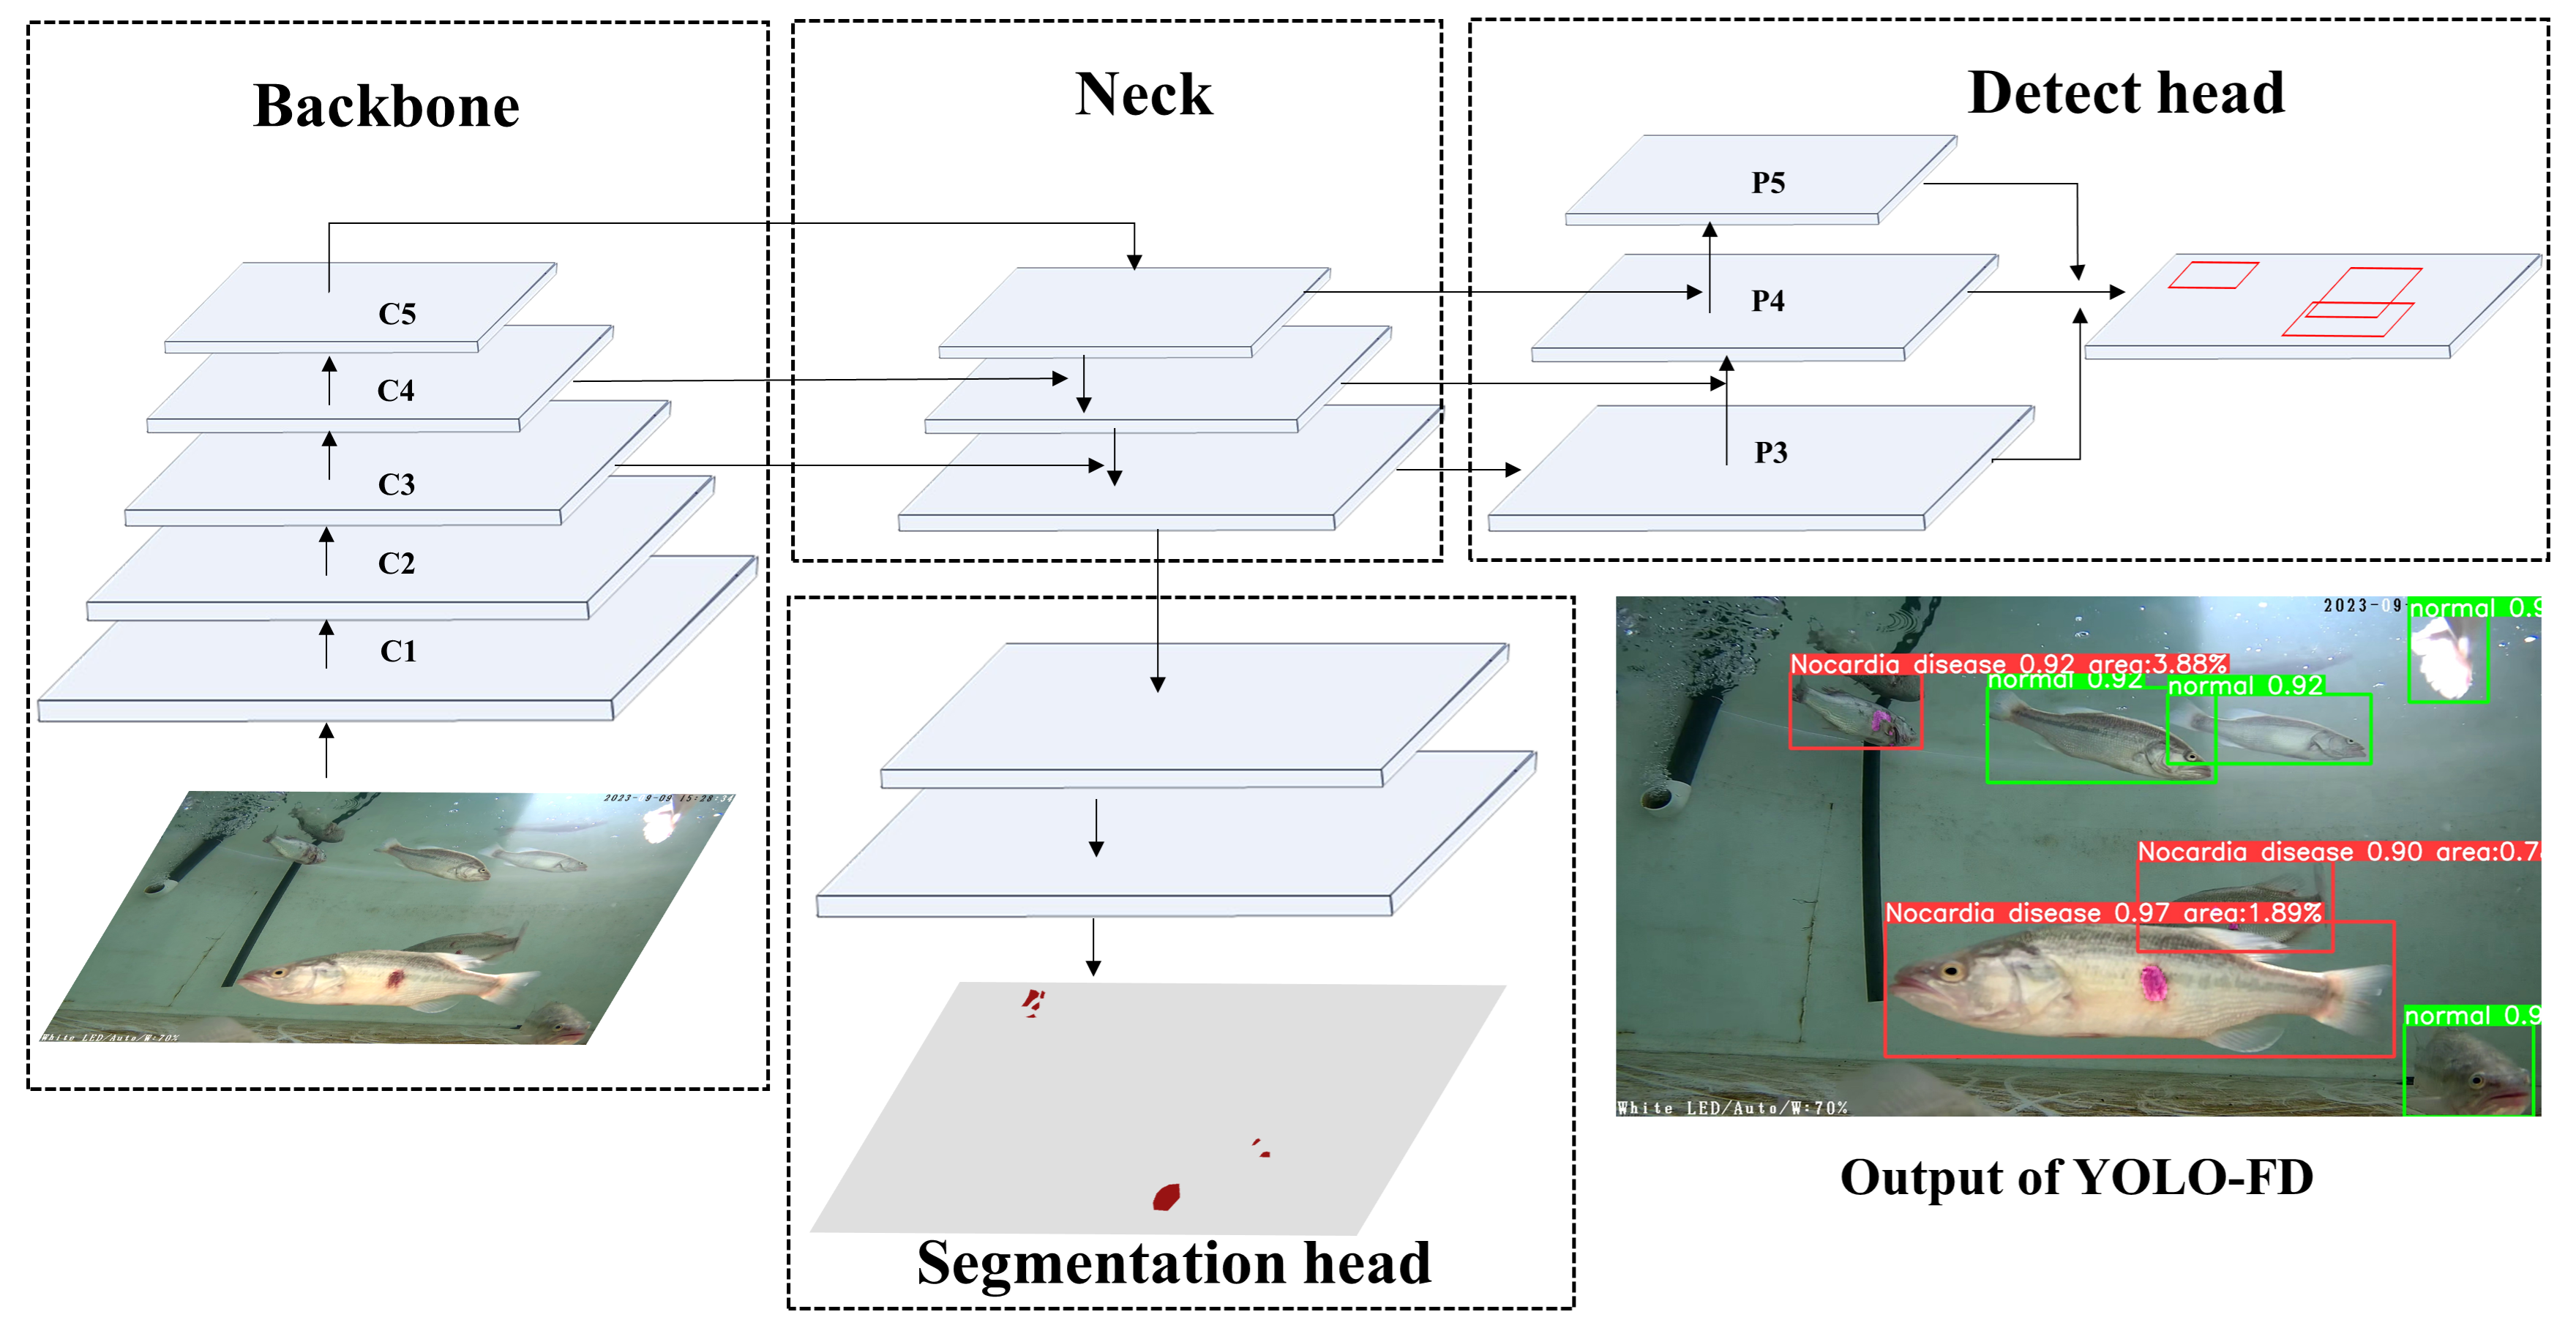 Backbone
Neck
Detect head
C5
C4
C3
C2
C1
P5
P4
P3
2023- 9-09 15:28:34
White LED/Auto/W:70%
Segmentation head
2023-09-
normal 0.9
Nocardia disease 0.92 area:3.88%
normal 0.92
normal 0.92
Nocardia disease 0.90 area:0.7
Nocardia disease 0.97 area:1.89%
normal 0.9
White LED/Auto/W:70%
Output of YOLO-FD